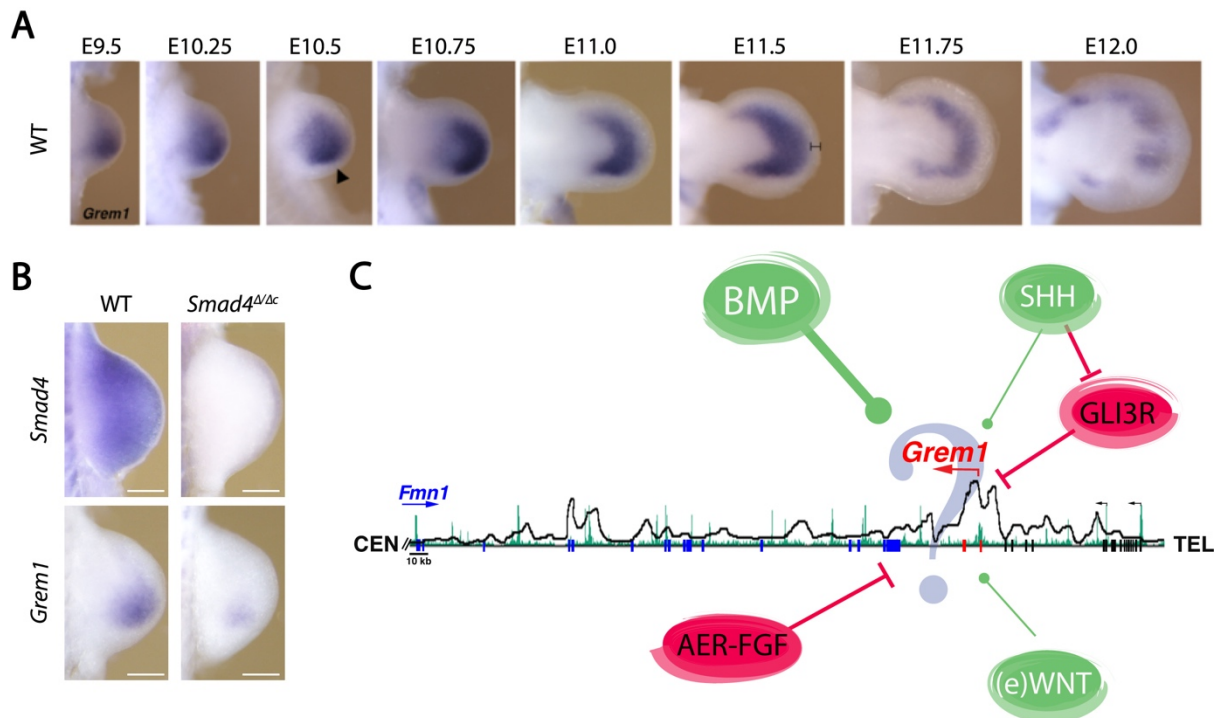 A
E9.5 E10.25 E10.5 E10.75 E11.0 E11.5 E11.75 E12.0
WT
Grem1
B
WT Smad4Δ/Δc
Smad4
Grem1
C
BMP
SHH
GLI3R
?
Grem1
Fmn1
CEN
TEL
10 kb
AER-FGF
(e)WNT